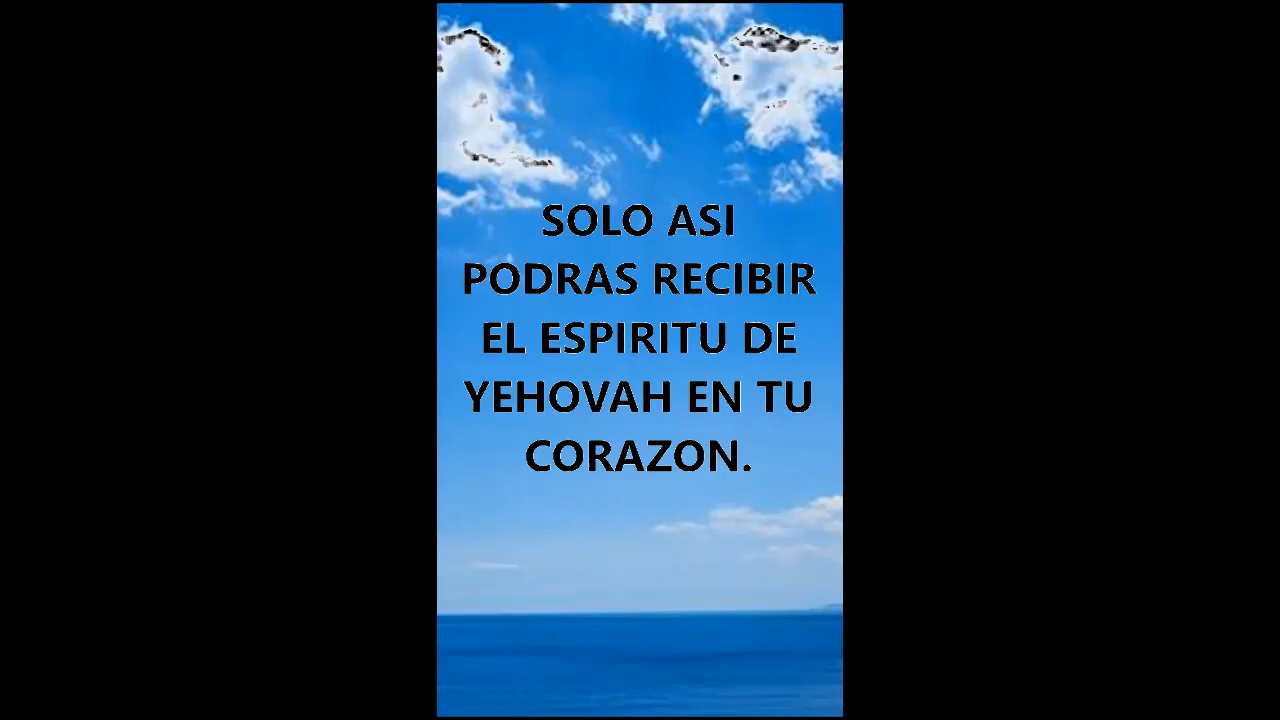 SOLO ASI
PODRAS RECIBIR
EL ESPIRITU DE
YEHOVAH EN TU
CORAZON.